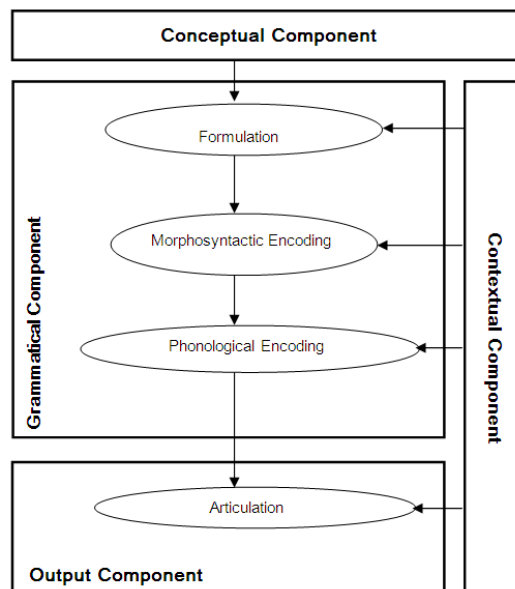 Conceptual Component
Formulation
Morphosyntactic Encoding
Phonological Encoding
Grammatical Component
Contextual Component
Articulation
Output Component